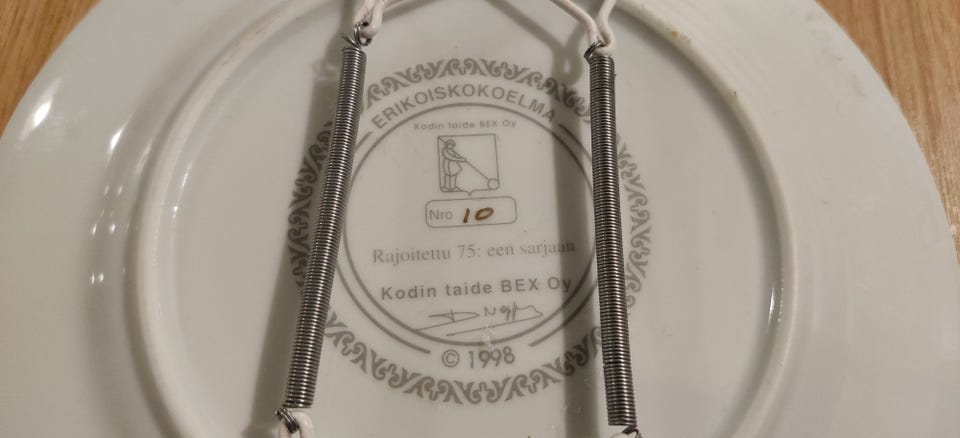 ERIKOISKOKOELMA
Kodin taide BEX Oy
Nro 10
Rajoitettu 75: een sarjaan
Kodin taide BEX Oy
© 1998